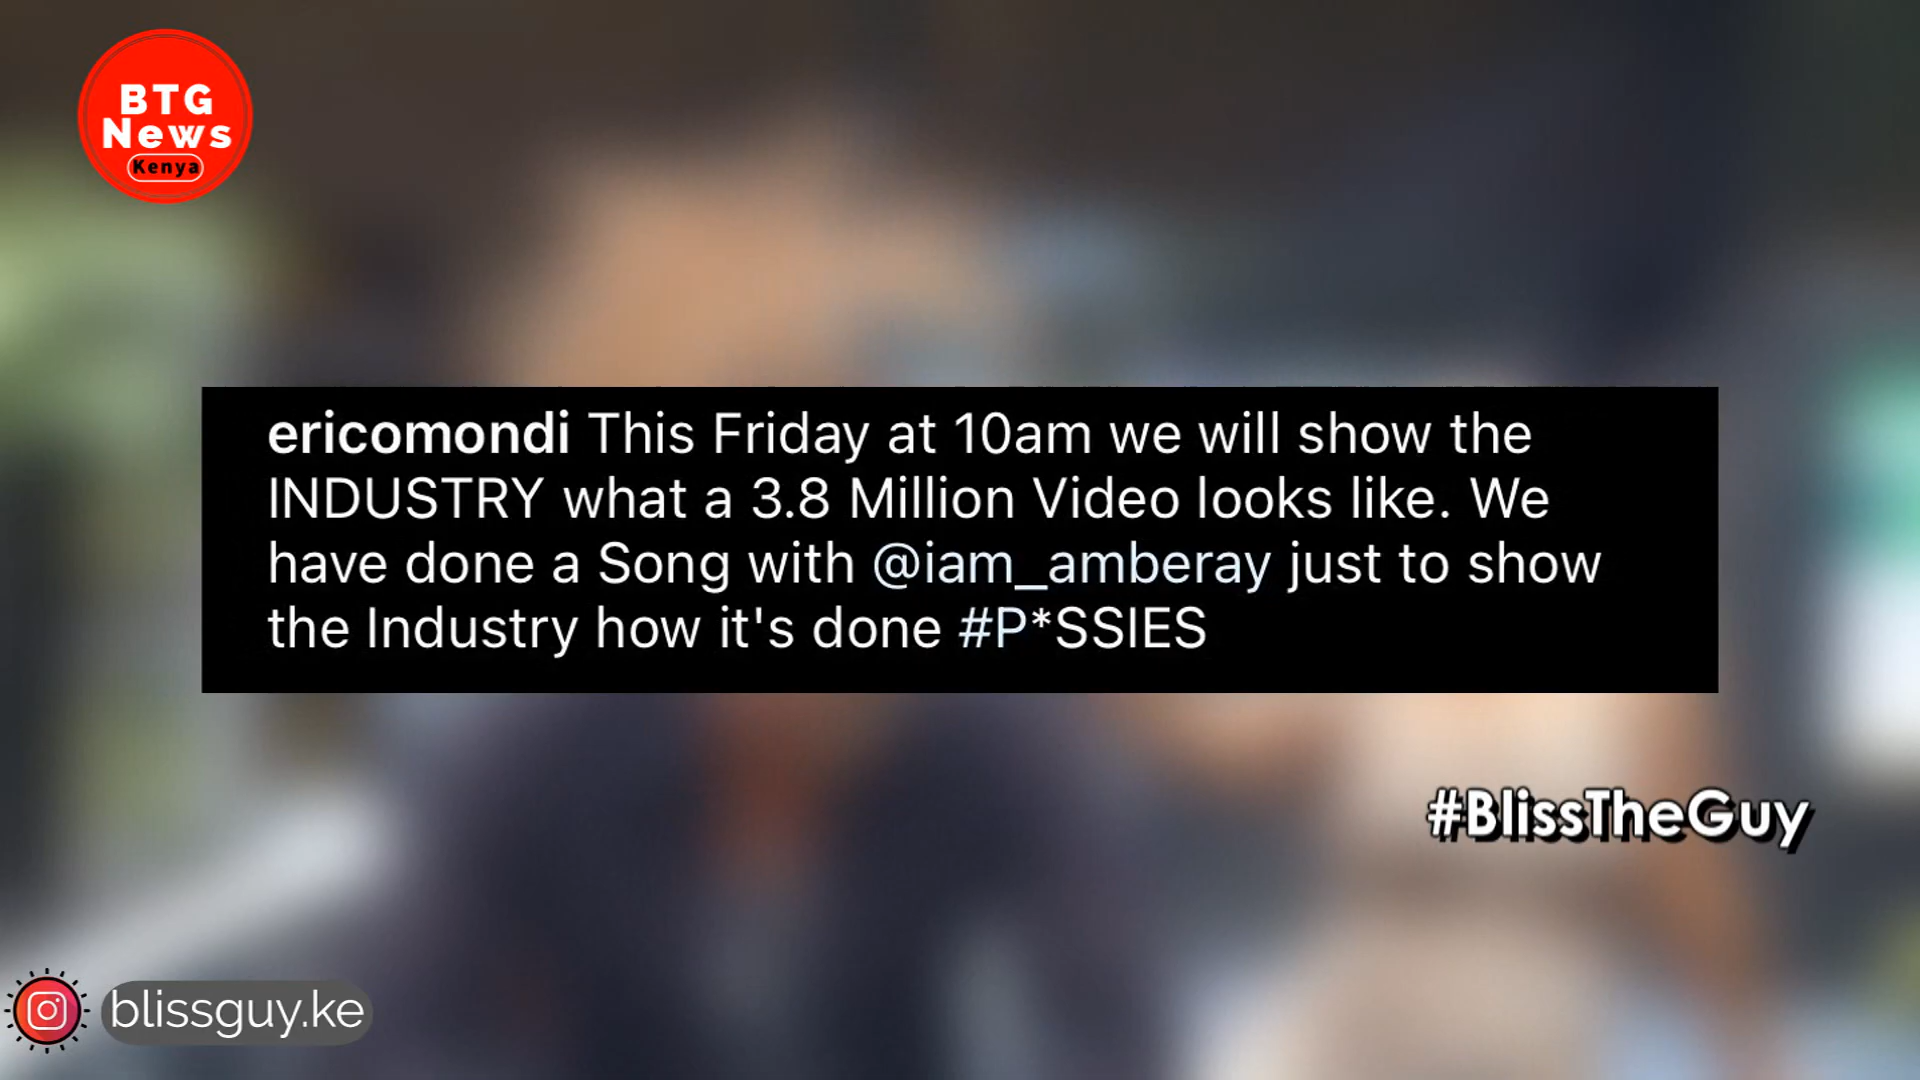 BTG
News
Kenya
ericomondi This Friday at 10am we will show the
INDUSTRY what a 3.8 Million Video looks like. We
have done a Song with @iam_amberay just to show
the Industry how it's done #P*SSIES
#BlissTheGuy
blissguy.ke